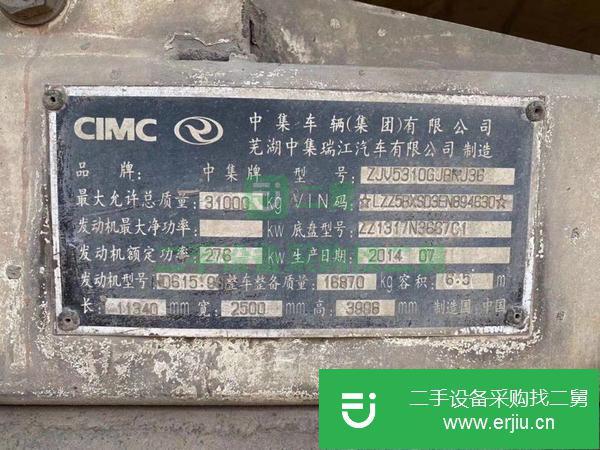 CIMC
中集车辆(集团)有限公司
芜湖中集瑞江汽车有限公司 制造
品牌: 中集牌 型号:
最大允许总质量: 31000 kg VIN码:
发动机最大净功率: kw 底盘型号:
发动机额定功率: 276 kw 生产日期: 2014 07
发动机型号: 整车整备质量: 16870 kg 容积: m³
长: 11340 mm 宽: 2500 mm 高: mm 制造国: 中国
二手设备采购找二舅
www.erjiu.cn